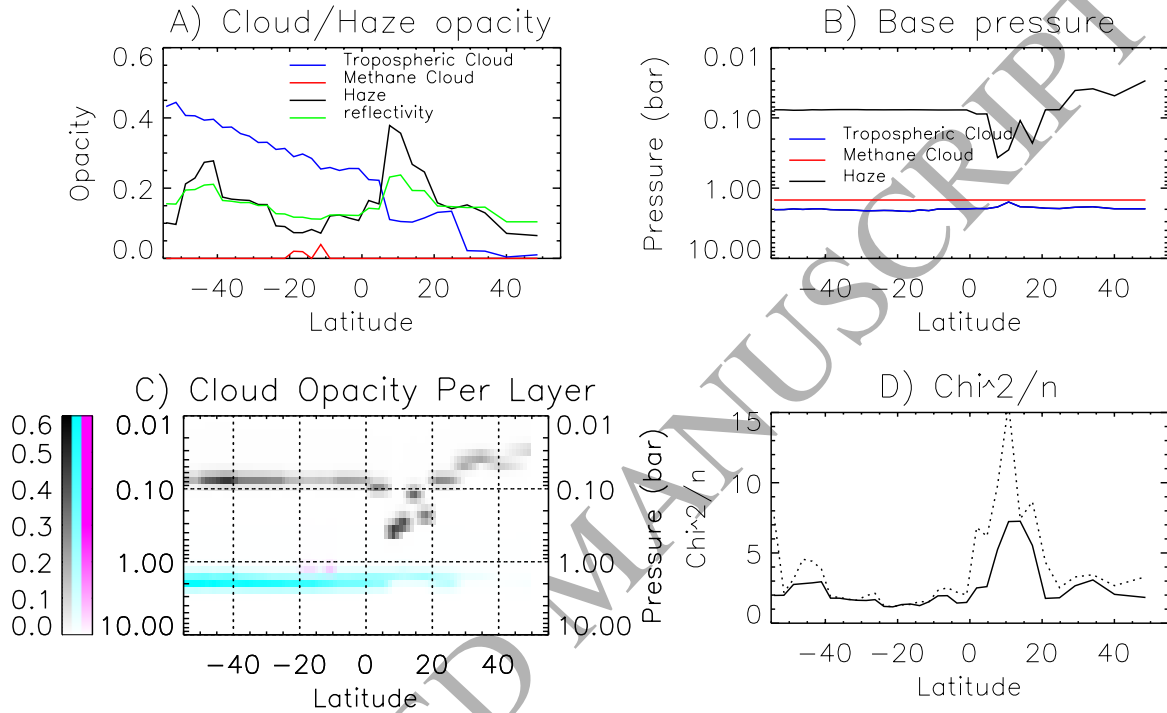 A) Cloud/Haze opacity
0.6
0.4
0.2
0.0
Opacity
Tropospheric Cloud
Methane Cloud
Haze
reflectivity
−40 −20 0 20 40
Latitude
B) Base pressure
0.01
0.10
1.00
10.00
Pressure (bar)
Tropospheric Cloud
Methane Cloud
Haze
−40 −20 0 20 40
Latitude
C) Cloud Opacity Per Layer
0.6
0.5
0.4
0.3
0.2
0.1
0.0
0.01
0.10
1.00
10.00
0.01
0.10
1.00
10.00
Pressure (bar)
−40 −20 0 20 40
Latitude
D) Chi^2/n
15
10
5
0
Chi^2/n
−40 −20 0 20 40
Latitude
ED MANUSCRIPT